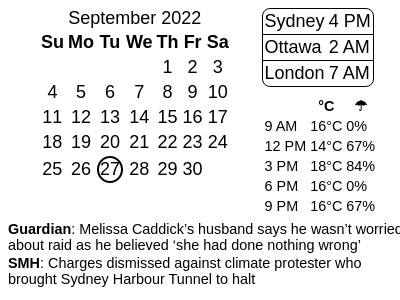 September 2022
Su Mo Tu We Th Fr Sa
1 2 3
4 5 6 7 8 9 10
11 12 13 14 15 16 17
18 19 20 21 22 23 24
25 26 27 28 29 30
Sydney 4 PM
Ottawa 2 AM
London 7 AM
°C ☂
9 AM 16°C 0%
12 PM 14°C 67%
3 PM 18°C 84%
6 PM 16°C 0%
9 PM 16°C 67%
Guardian: Melissa Caddick’s husband says he wasn’t worried
about raid as he believed ‘she had done nothing wrong’
SMH: Charges dismissed against climate protester who
brought Sydney Harbour Tunnel to halt